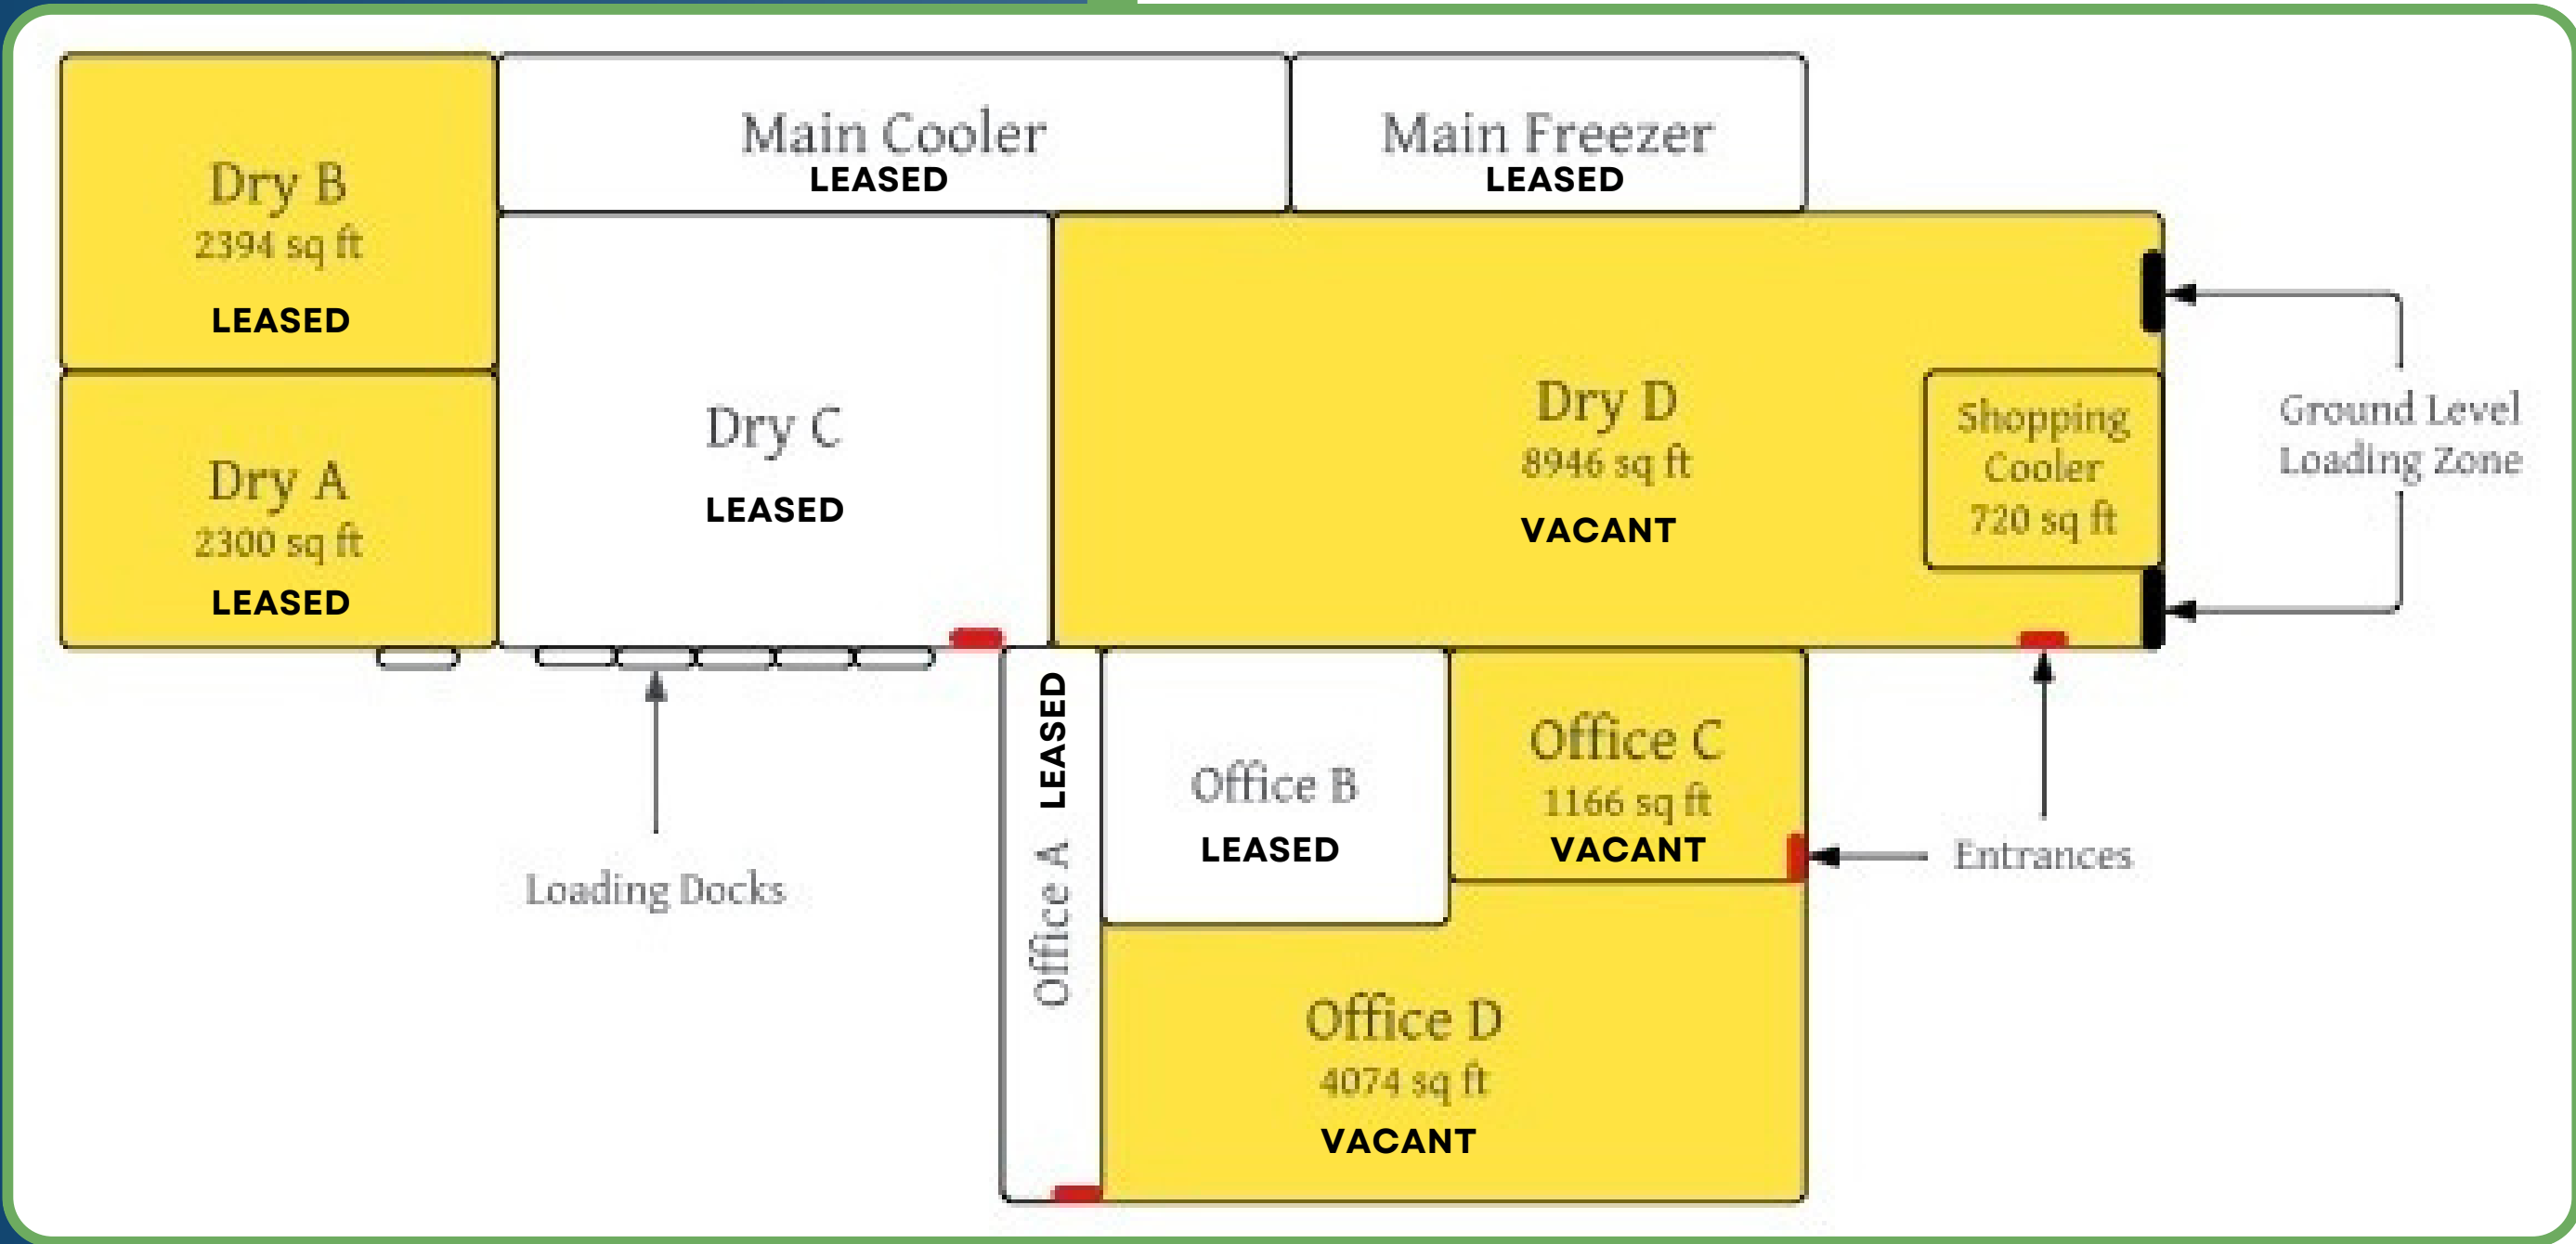 Dry B
2394 sq ft
LEASED
Main Cooler
LEASED
Main Freezer
LEASED
Dry A
2300 sq ft
LEASED
Dry C
LEASED
Dry D
8946 sq ft
VACANT
Shopping
Cooler
720 sq ft
Ground Level
Loading Zone
Loading Docks
Office A
LEASED
Office B
LEASED
Office C
1166 sq ft
VACANT
Entrances
Office D
4074 sq ft
VACANT